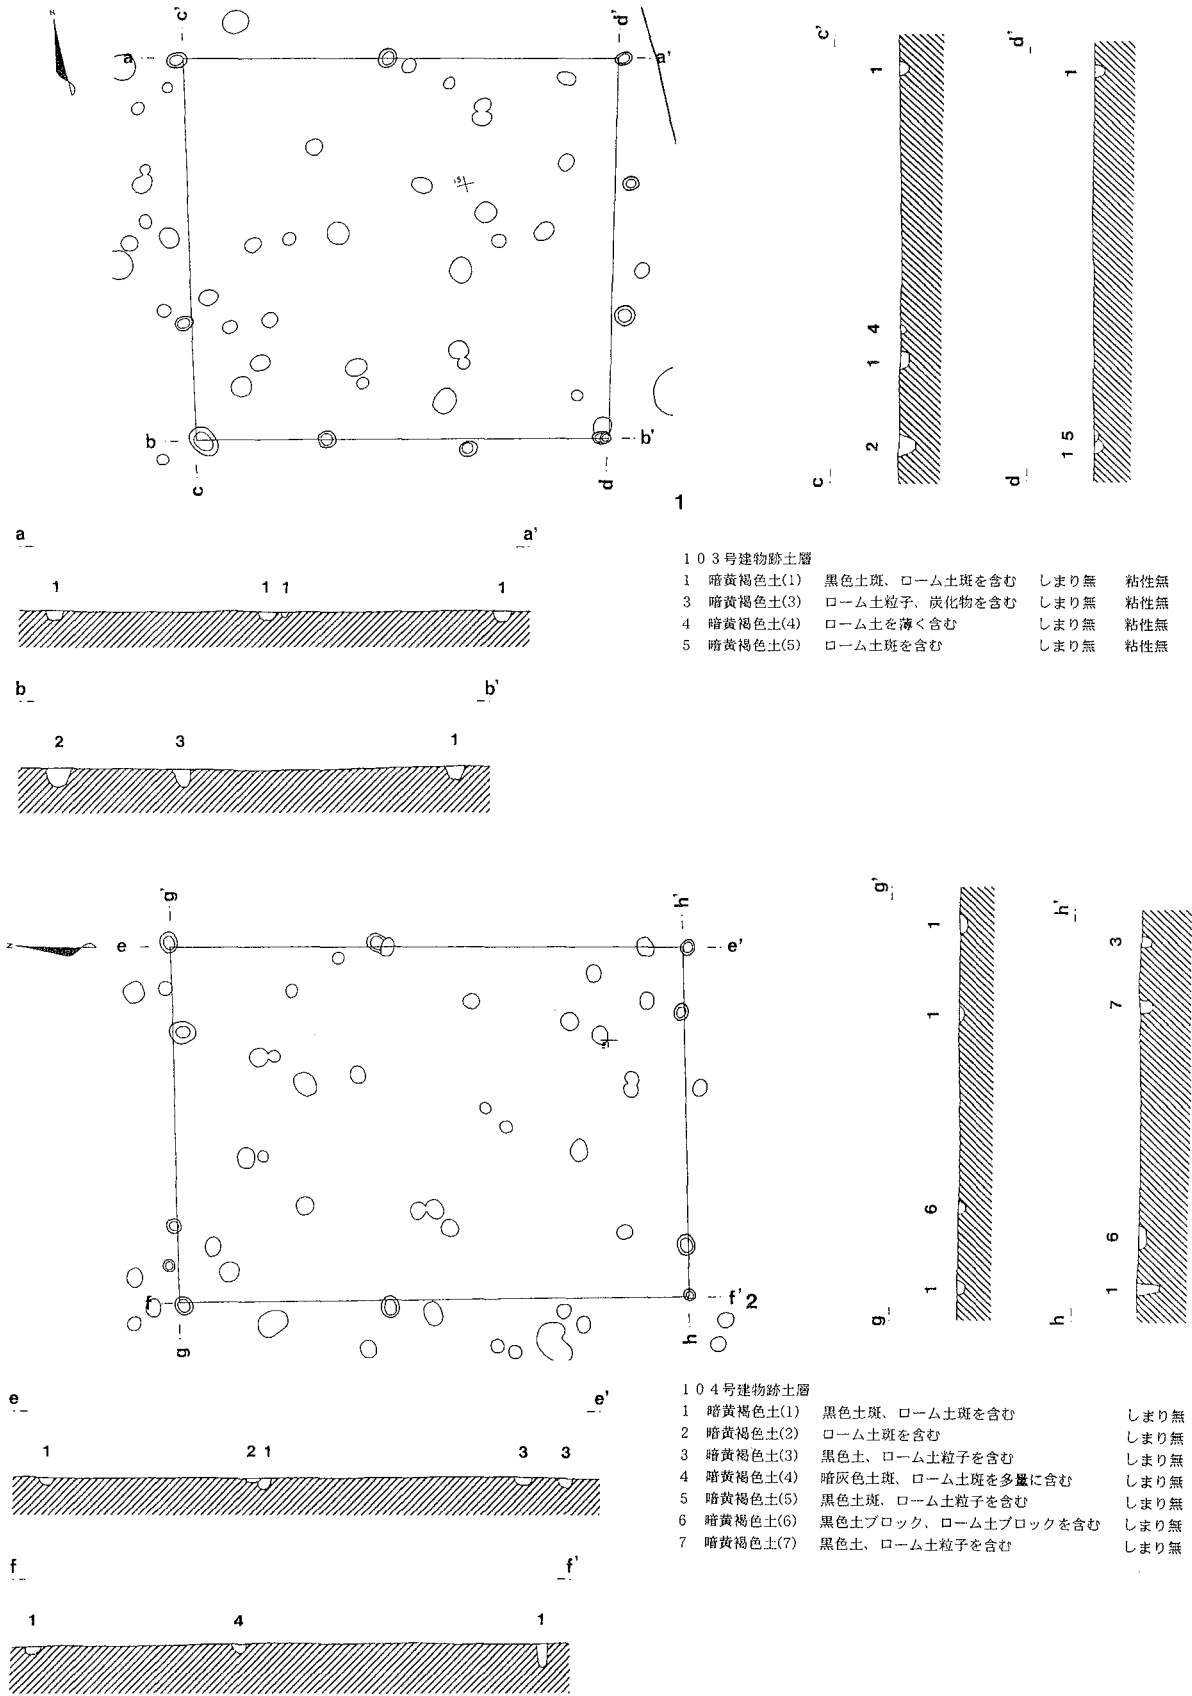 N
c'
d'
a
a'
15
b
b'
c
d
1
c'
1
4
1
2
c
d'
1
1 5
d
a
a'
1
1 1
1
b
b'
2
3
1
１０３号建物跡土層
1 暗黄褐色土(1) 黒色土斑、ローム土斑を含む しまり無 粘性無
3 暗黄褐色土(3) ローム土粒子、炭化物を含む しまり無 粘性無
4 暗黄褐色土(4) ローム土を薄く含む しまり無 粘性無
5 暗黄褐色土(5) ローム土斑を含む しまり無 粘性無
N
g'
h'
e
e'
f
f'
2
g
h
g'
1
1
6
1
g
h'
3
7
6
1
h
e
e'
1
2 1
3
3
f
f'
1
4
1
１０４号建物跡土層
1 暗黄褐色土(1) 黒色土斑、ローム土斑を含む しまり無
2 暗黄褐色土(2) ローム土斑を含む しまり無
3 暗黄褐色土(3) 黒色土、ローム土粒子を含む しまり無
4 暗黄褐色土(4) 暗灰色土斑、ローム土斑を多量に含む しまり無
5 暗黄褐色土(5) 黒色土斑、ローム土粒子を含む しまり無
6 暗黄褐色土(6) 黒色土ブロック、ローム土ブロックを含む しまり無
7 暗黄褐色土(7) 黒色土、ローム土粒子を含む しまり無